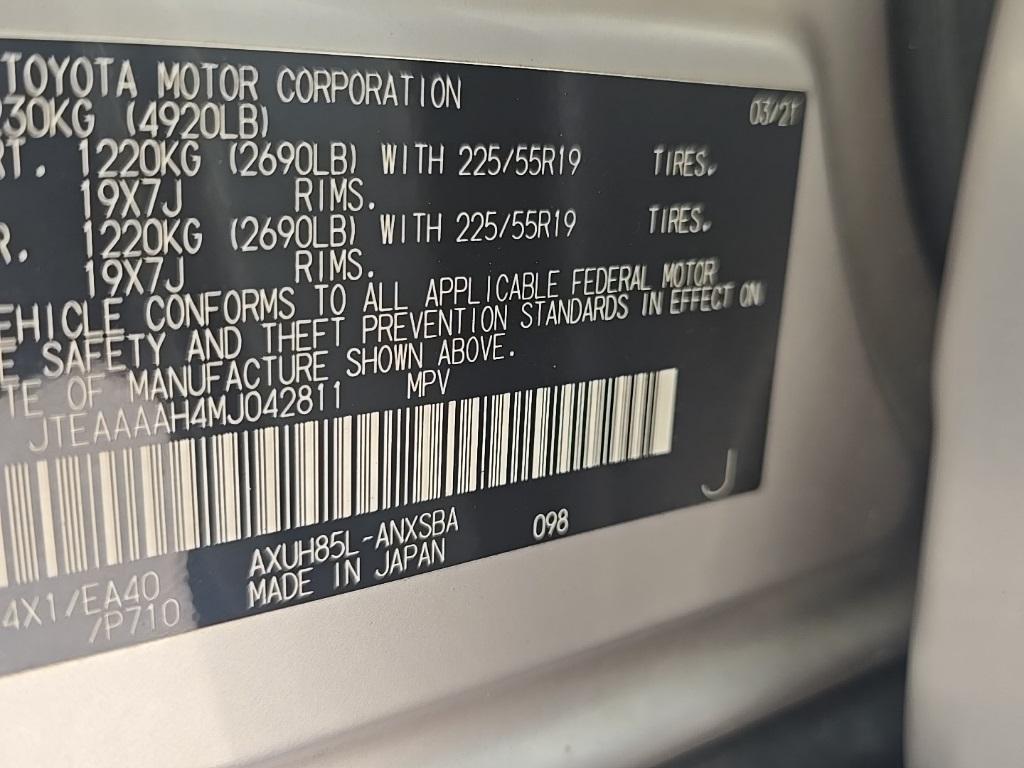 TOYOTA MOTOR CORPORATION 03/21
230KG (4920LB)
RT. 1220KG (2690LB) WITH 225/55R19 TIRES.
19X7J RIMS.
R. 1220KG (2690LB) WITH 225/55R19 TIRES.
19X7J RIMS.
EHICLE CONFORMS TO ALL APPLICABLE FEDERAL MOTOR
E SAFETY AND THEFT PREVENTION STANDARDS IN EFFECT ON
TE OF MANUFACTURE SHOWN ABOVE.
JTEAAAAH4MJ042811 MPV
J
AXUH85L-ANXSBA 098
MADE IN JAPAN
4X1/EA40
/P710